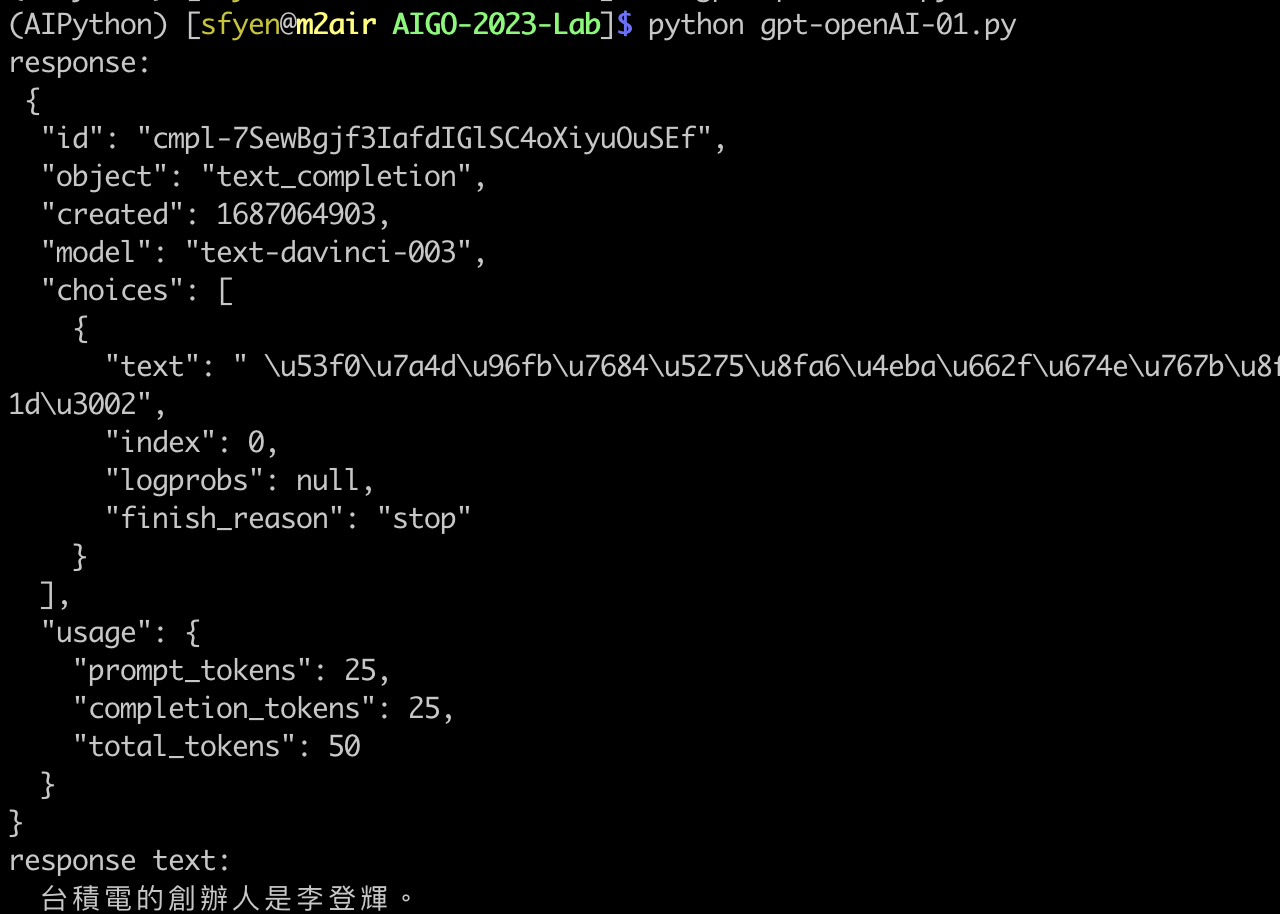 (AIPython) [sfyen@m2air AIGO-2023-Lab]$ python gpt-openAI-01.py
response:
 {
  "id": "cmpl-7SewBgjf3IafdIGlSC4oXiyuOuSEf",
  "object": "text_completion",
  "created": 1687064903,
  "model": "text-davinci-003",
  "choices": [
    {
      "text": " \u53f0\u7a4d\u96fb\u7684\u5275\u8fa6\u4eba\u662f\u674e\u767b\u8f
1d\u3002",
      "index": 0,
      "logprobs": null,
      "finish_reason": "stop"
    }
  ],
  "usage": {
    "prompt_tokens": 25,
    "completion_tokens": 25,
    "total_tokens": 50
  }
}
response text:
  台積電的創辦人是李登輝。